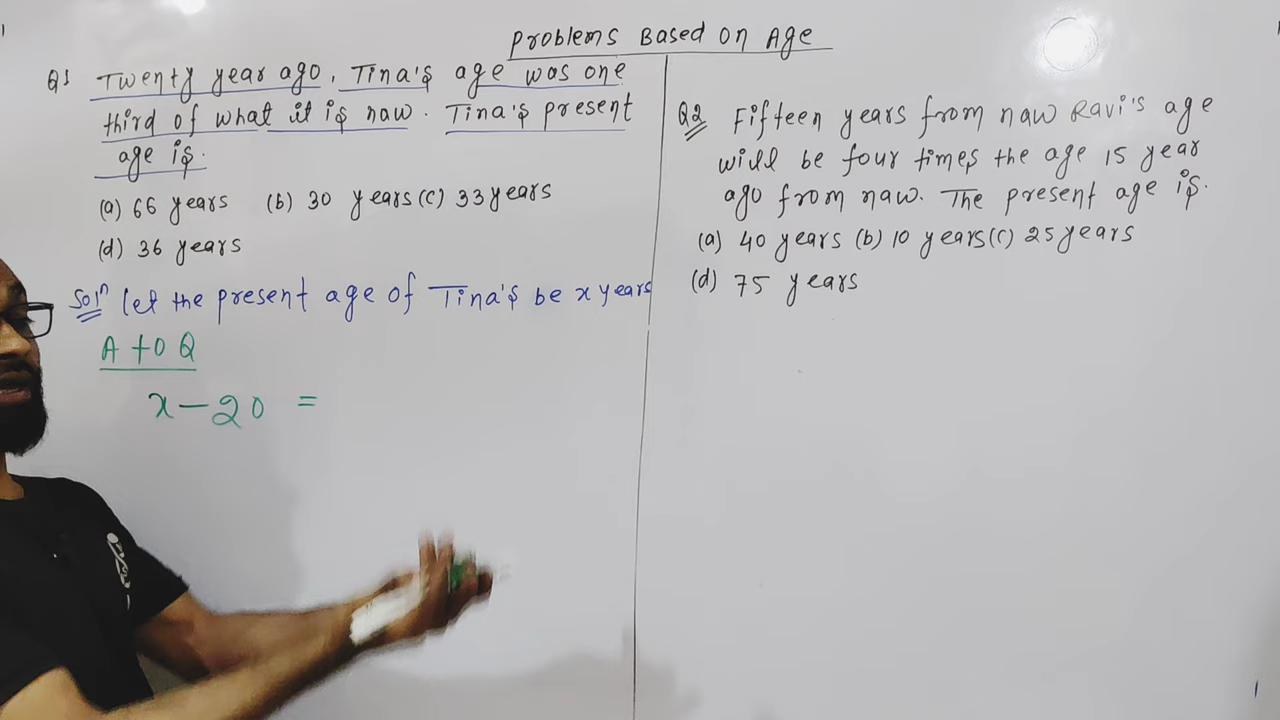 Problems Based On Age
Q1 Twenty year ago, Tina's age was one
third of what it is naw. Tina's present
age is.
(a) 66 years (b) 30 years (c) 33 years
(d) 36 years
Soln let the present age of Tina's be x years
A to Q
x - 20 =
Q2 Fifteen years from naw Ravi's age
will be four times the age 15 year
ago from naw. The present age is.
(a) 40 years (b) 10 years (c) 25 years
(d) 75 years